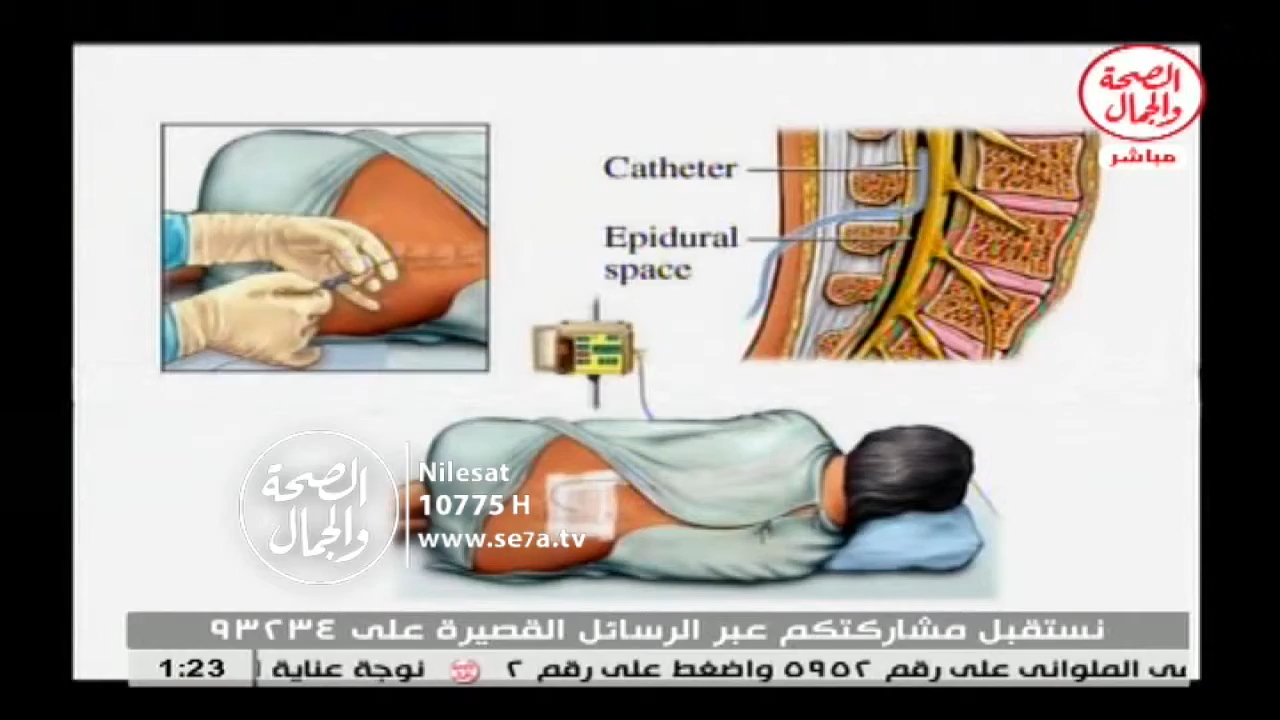 الصحة
والجمال
مباشر
Catheter
Epidural
space
الصحة
والجمال
Nilesat
10775 H
www.se7a.tv
نستقبل مشاركتكم عبر الرسائل القصيرة على ٩٣٢٣٤
الملوانى على رقم ٥٩٥٢ واضغط على رقم ٢ نوجة عناية
1:23